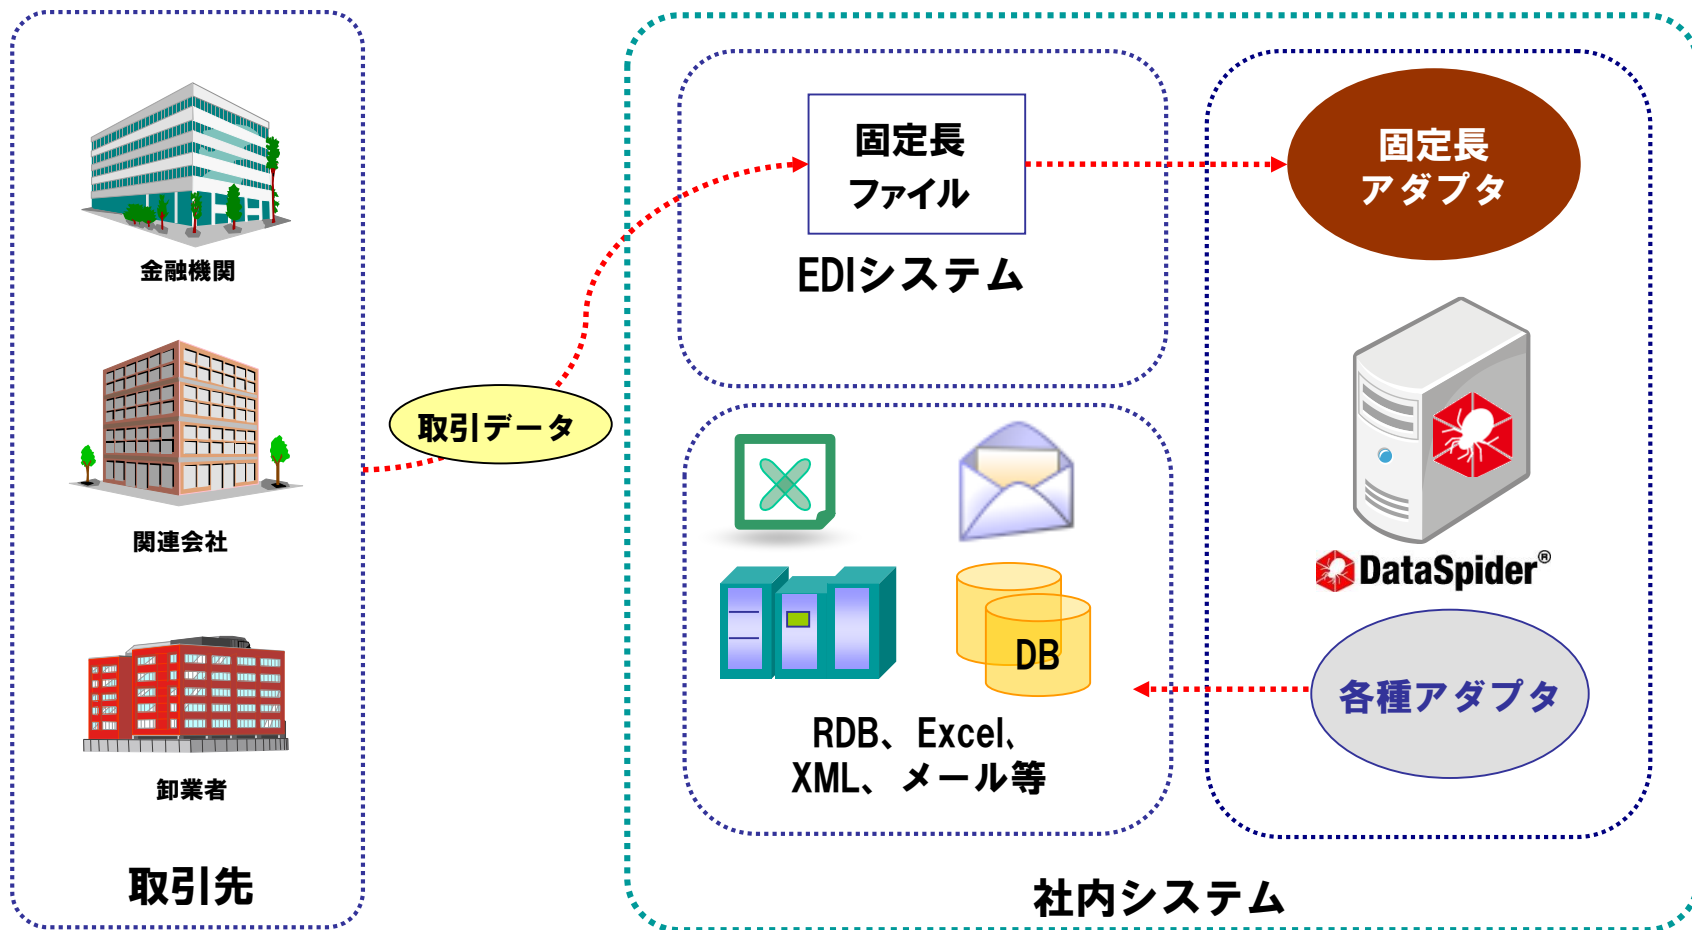 金融機関
関連会社
卸業者
取引先
取引データ
固定長
ファイル
EDIシステム
RDB、Excel、
XML、メール等
DB
固定長
アダプタ
DataSpider®
各種アダプタ
社内システム